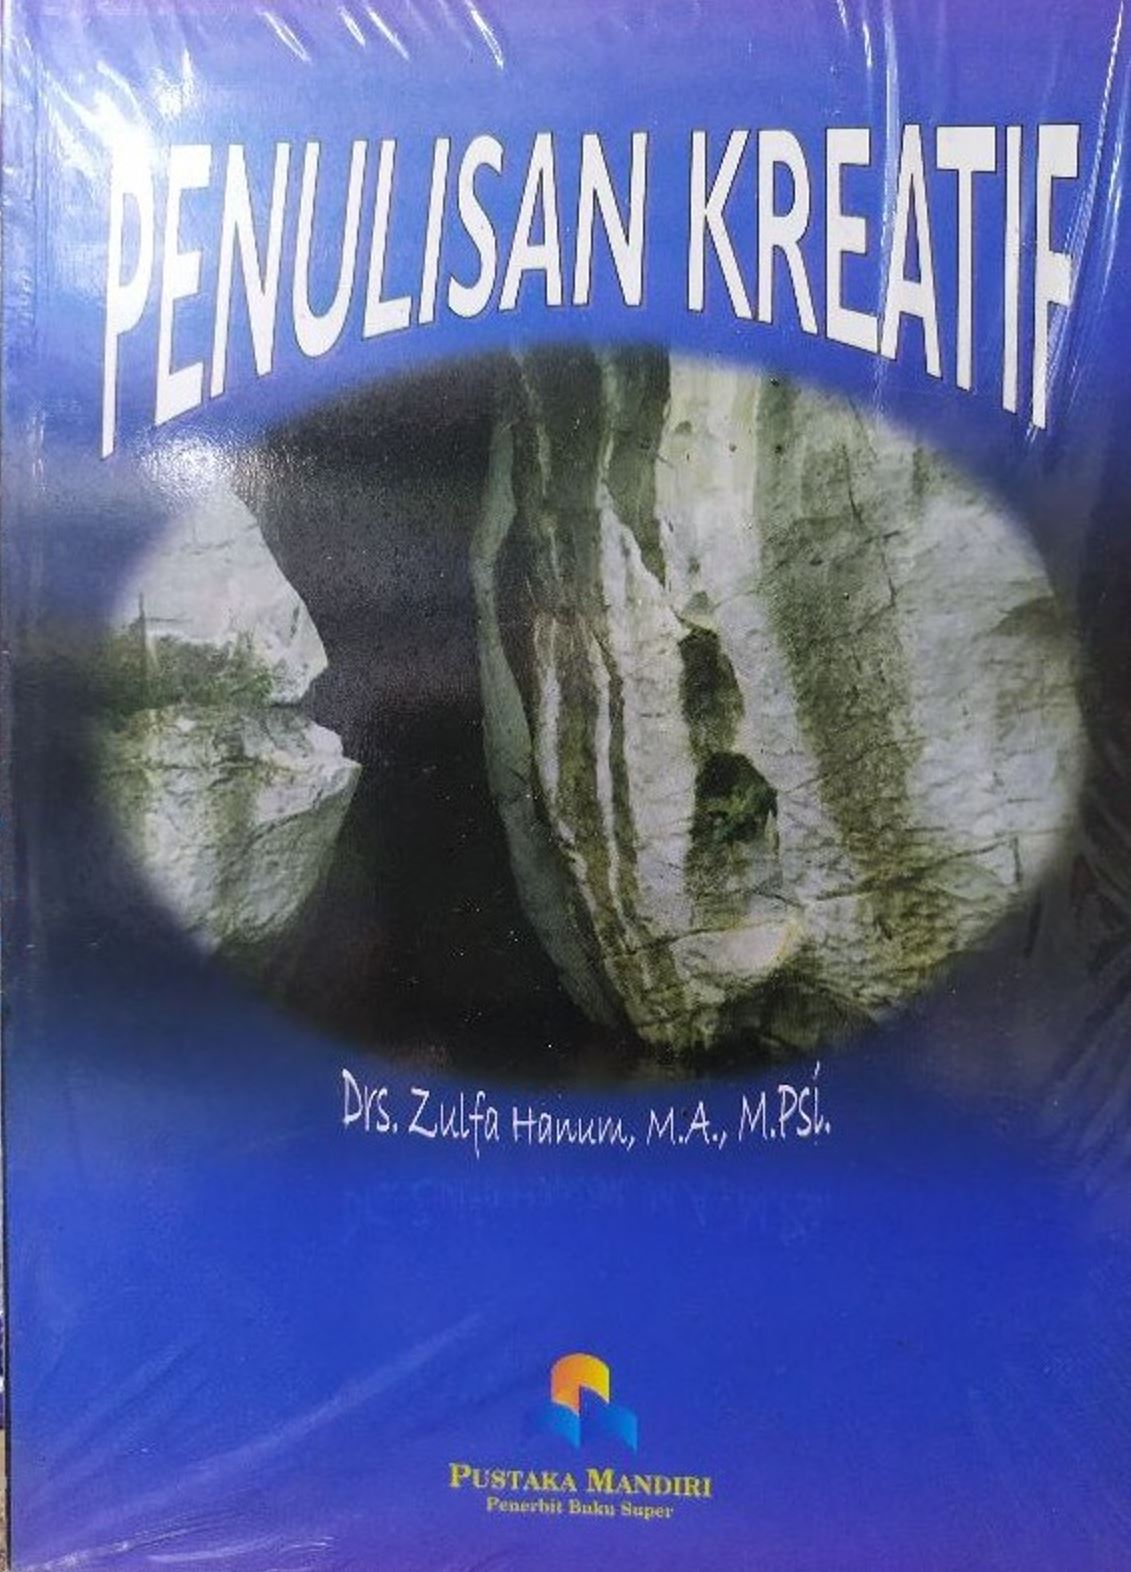 PENULISAN KREATIF
Drs. Zulfa Hanum, M.A., M.Psi.
PUSTAKA MANDIRI
Penerbit Buku Super